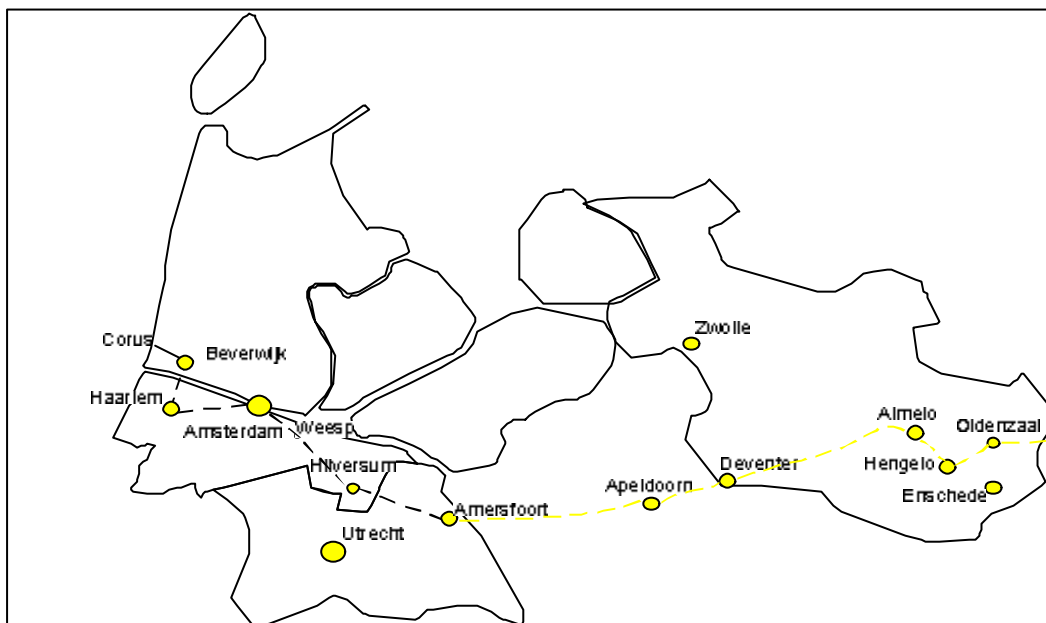 Zwolle
Corus
Beverwijk
Haarlem
Amsterdam
Weesp
Almelo
Oldenzaal
Hilversum
Deventer
Hengelo
Apeldoorn
Enschede
Amersfoort
Utrecht